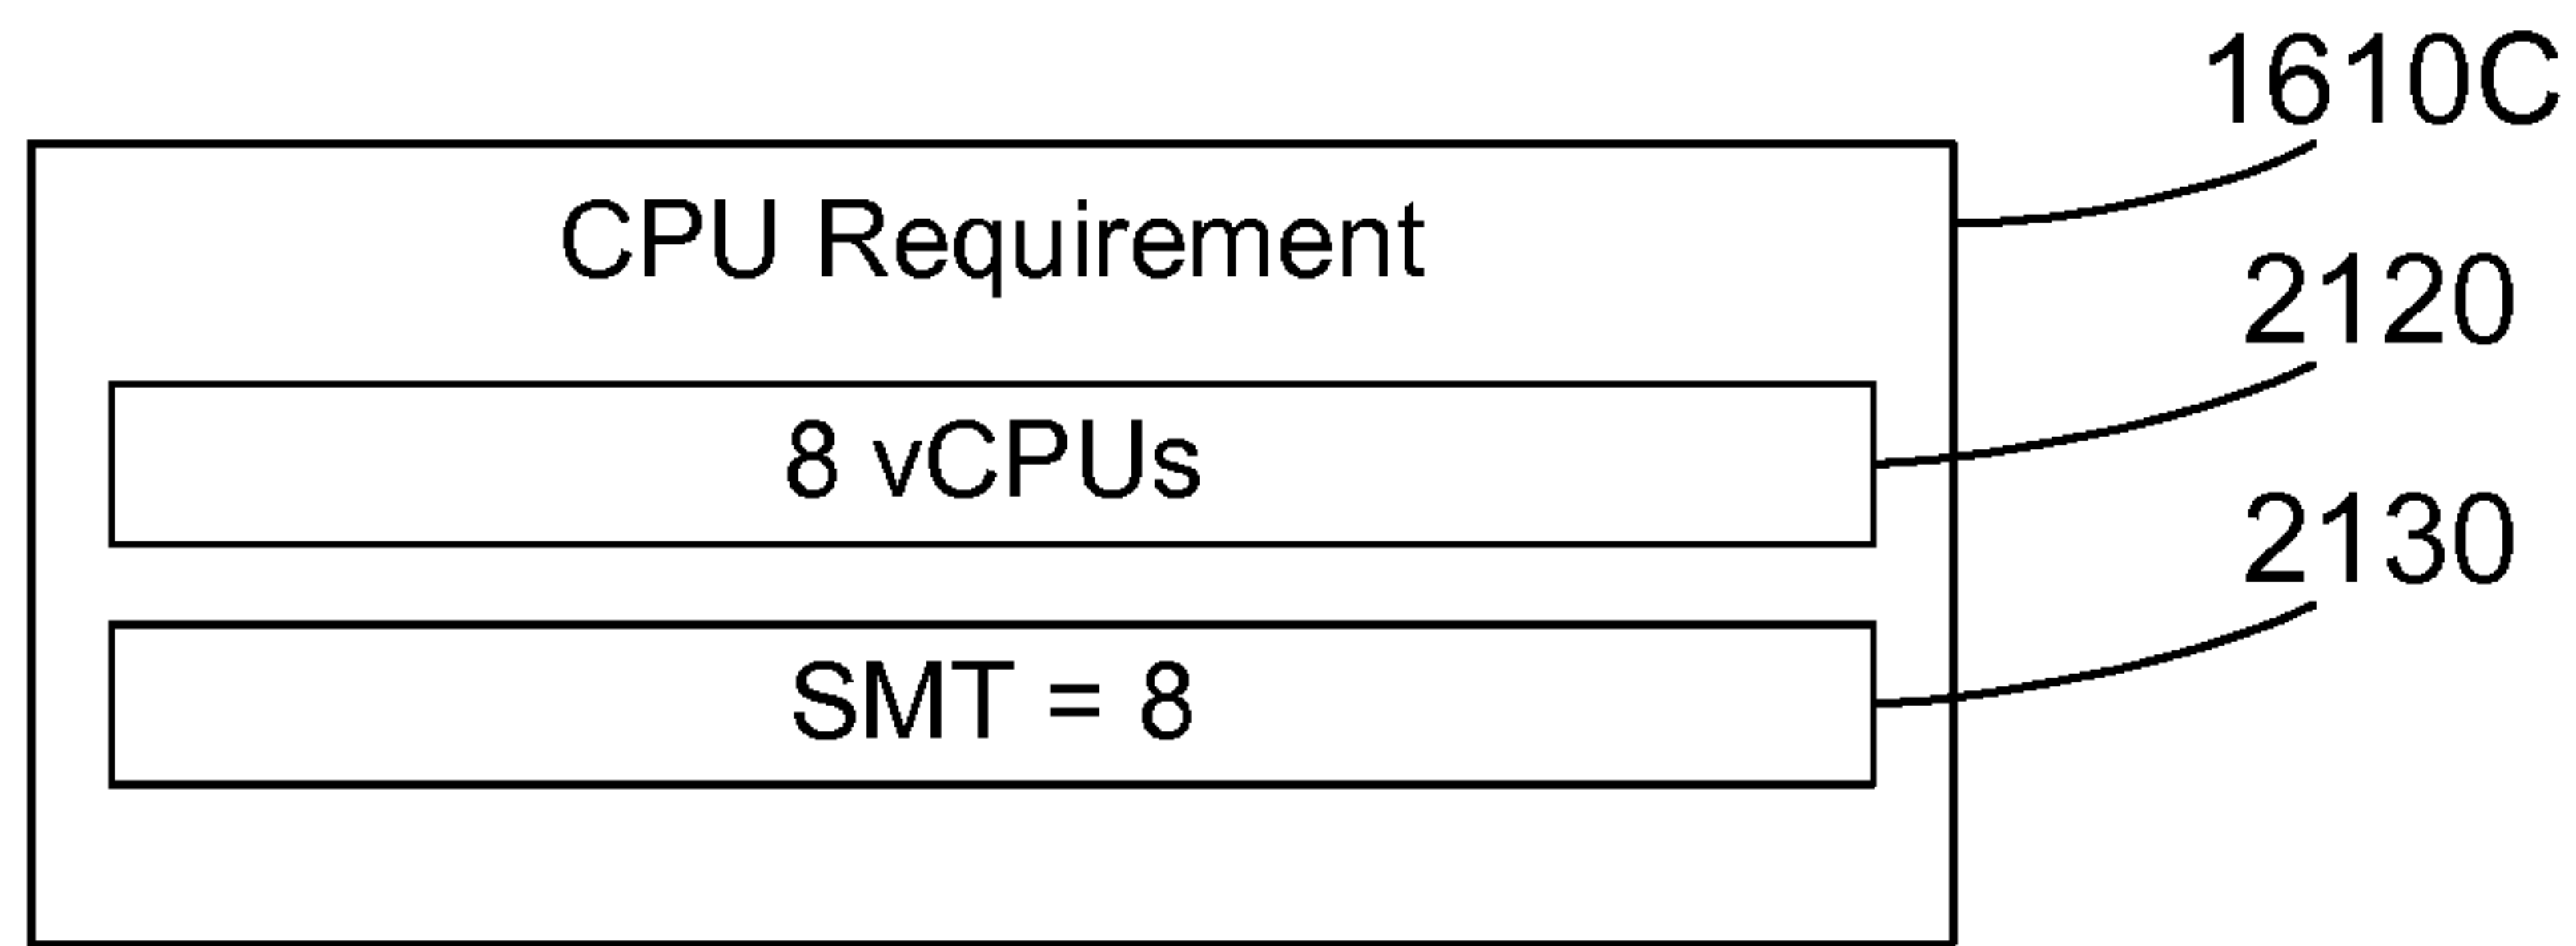 1610C
CPU Requirement
2120
8 vCPUs
2130
SMT = 8